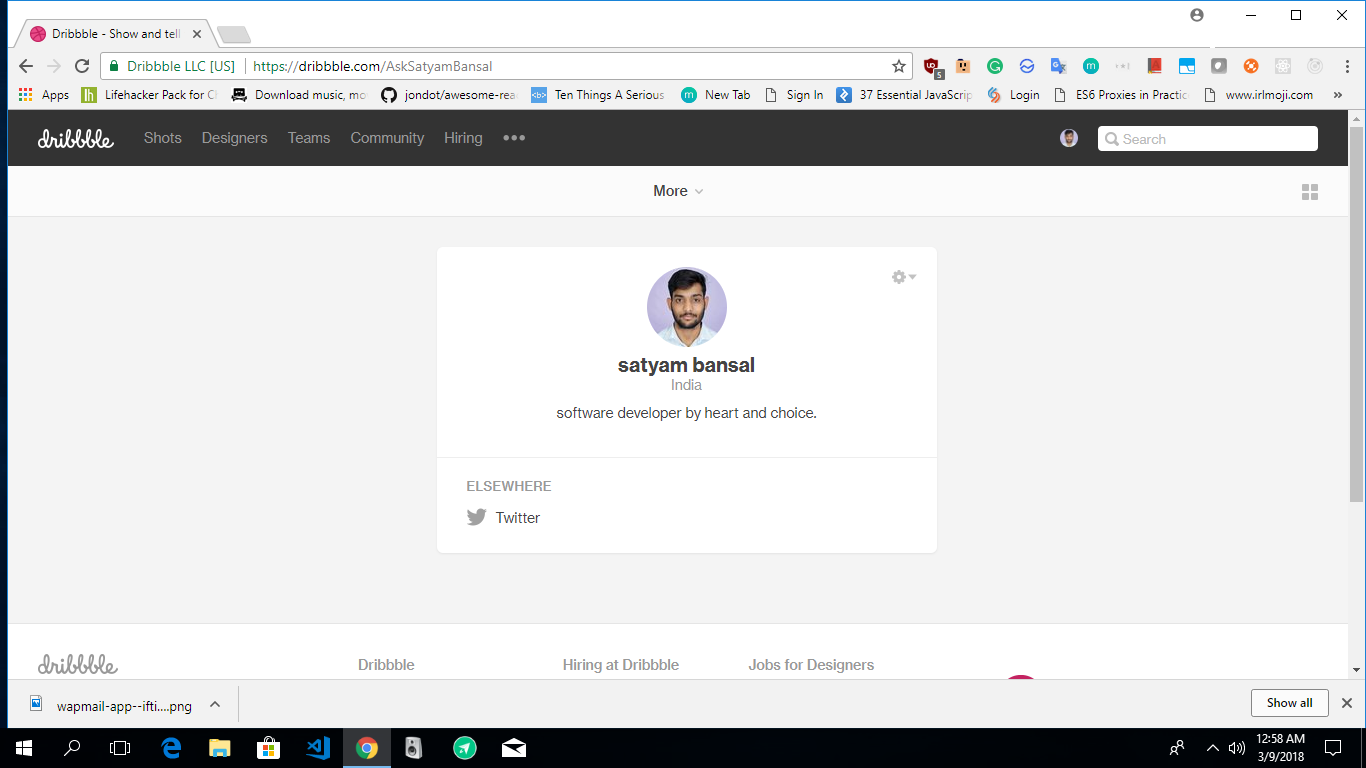 Dribbble - Show and tell
Dribbble LLC [US] https://dribbble.com/AskSatyamBansal
5
Apps Lifehacker Pack for Ch Download music, mo jondot/awesome-rea Ten Things A Serious New Tab Sign In 37 Essential JavaScrip Login ES6 Proxies in Practic www.irlmoji.com »
dribbble Shots Designers Teams Community Hiring ••• Search
More
satyam bansal
India
software developer by heart and choice.
ELSEWHERE
Twitter
dribbble Dribbble Hiring at Dribbble Jobs for Designers
wapmail-app--ifti....png Show all
12:58 AM
3/9/2018